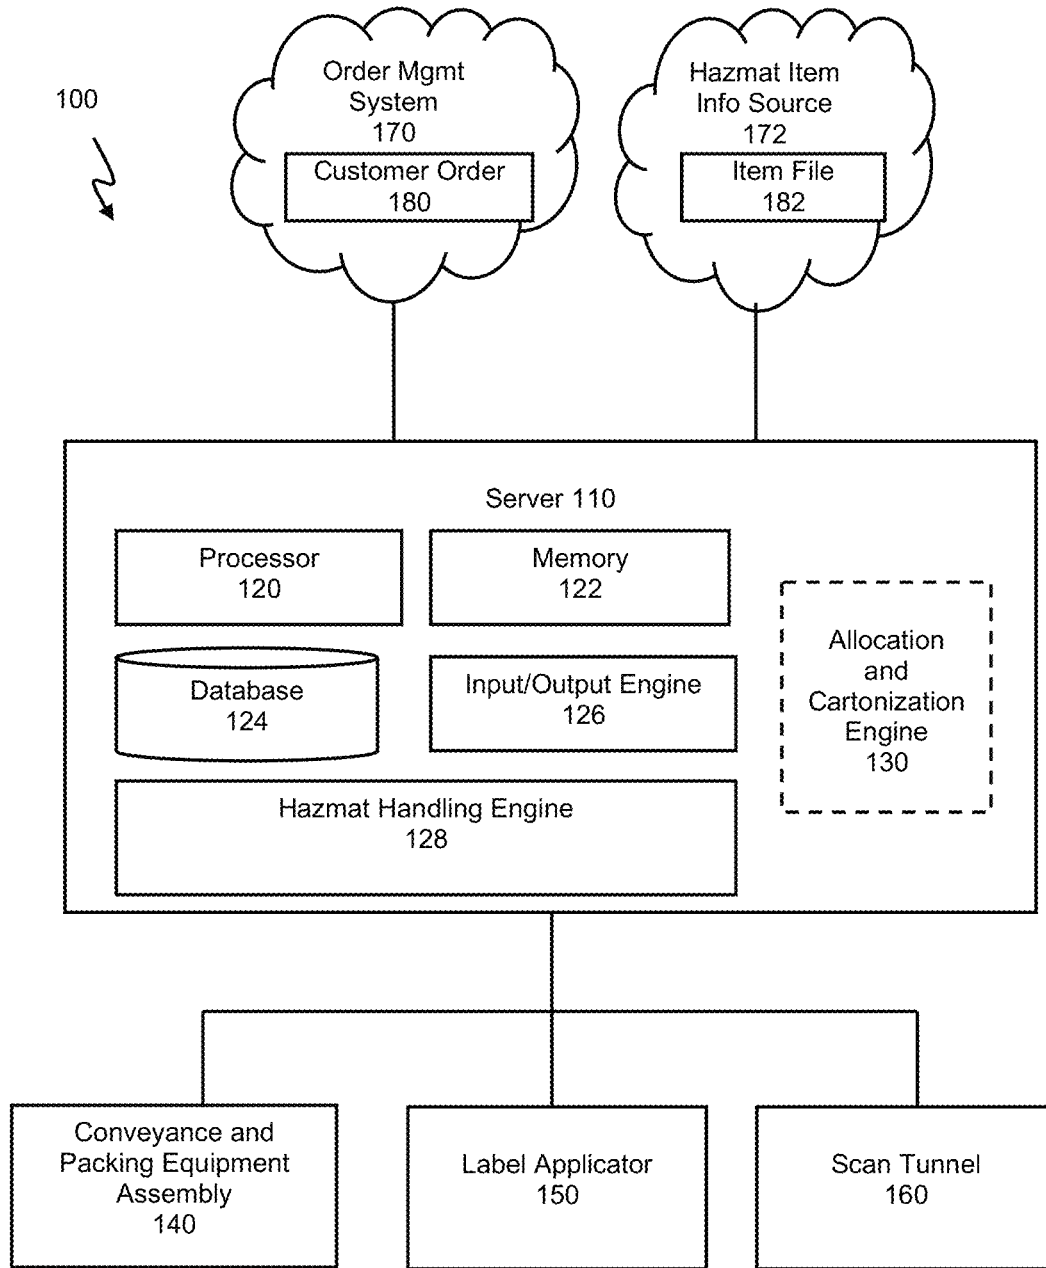 100
Order Mgmt
System
170
Customer Order
180
Hazmat Item
Info Source
172
Item File
182
Server 110
Processor
120
Memory
122
Database
124
Input/Output Engine
126
Hazmat Handling Engine
128
Allocation
and
Cartonization
Engine
130
Conveyance and
Packing Equipment
Assembly
140
Label Applicator
150
Scan Tunnel
160